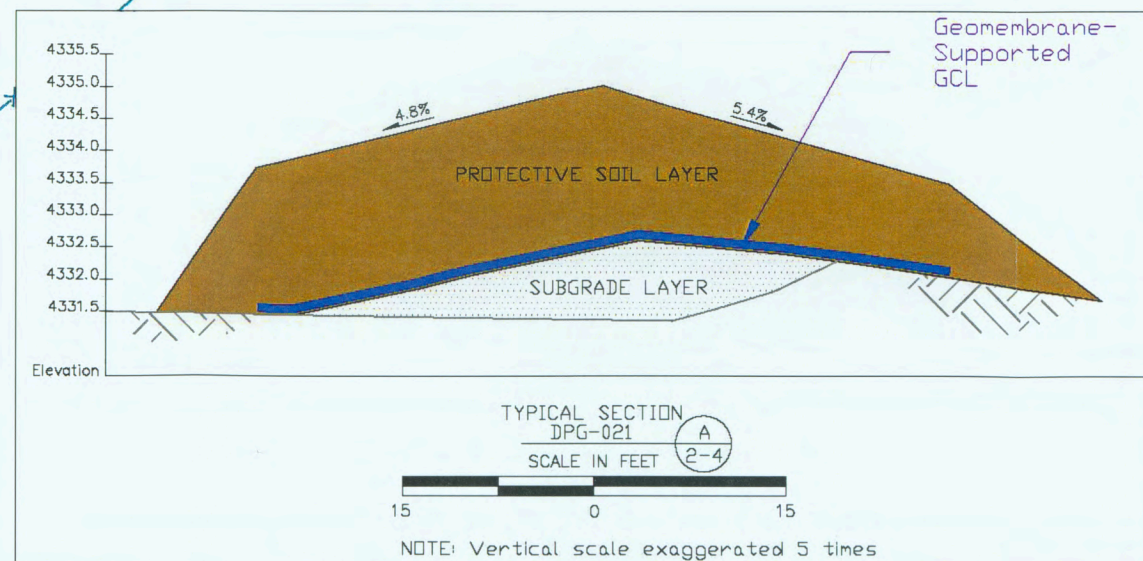 Geomembrane-
Supported
GCL
4335.5
4335.0
4334.5
4334.0
4333.5
4333.0
4332.5
4332.0
4331.5
Elevation
4.8%
5.4%
PROTECTIVE SOIL LAYER
SUBGRADE LAYER
TYPICAL SECTION
DPG-021
A
2-4
SCALE IN FEET
15 0 15
NOTE: Vertical scale exaggerated 5 times